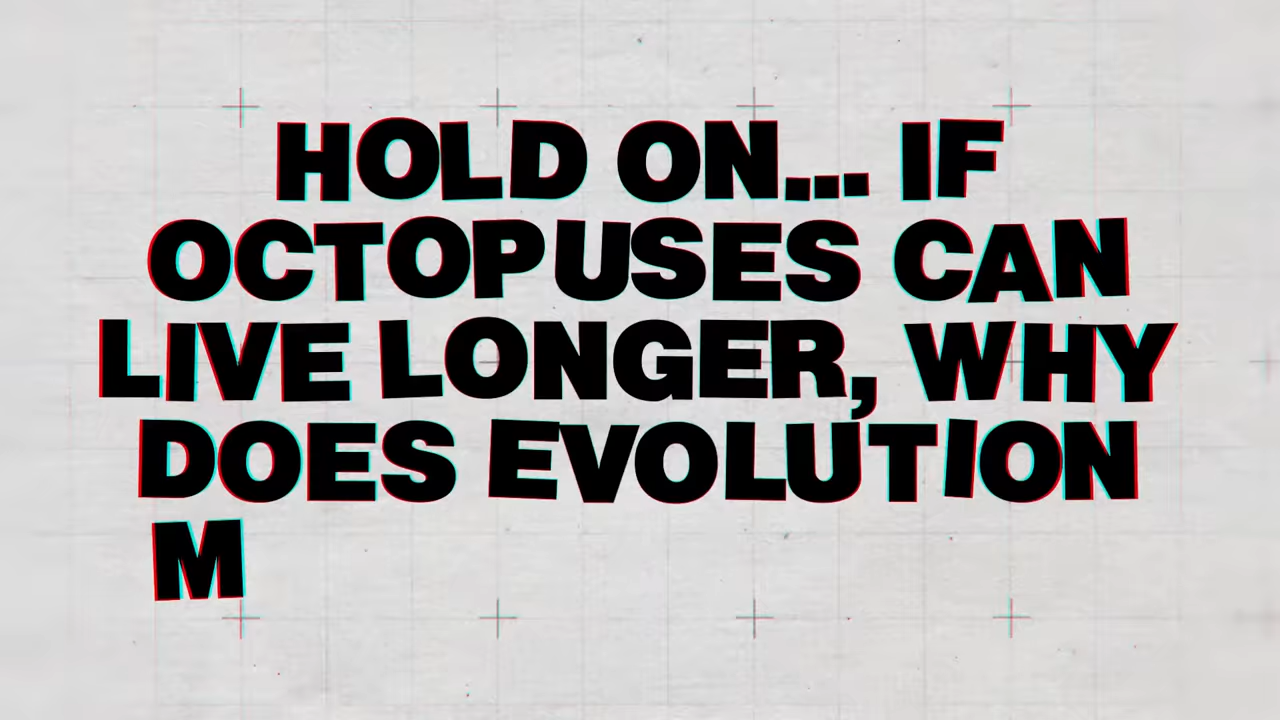 HOLD ON... IF
OCTOPUSES CAN
LIVE LONGER, WHY
DOES EVOLUTION
M